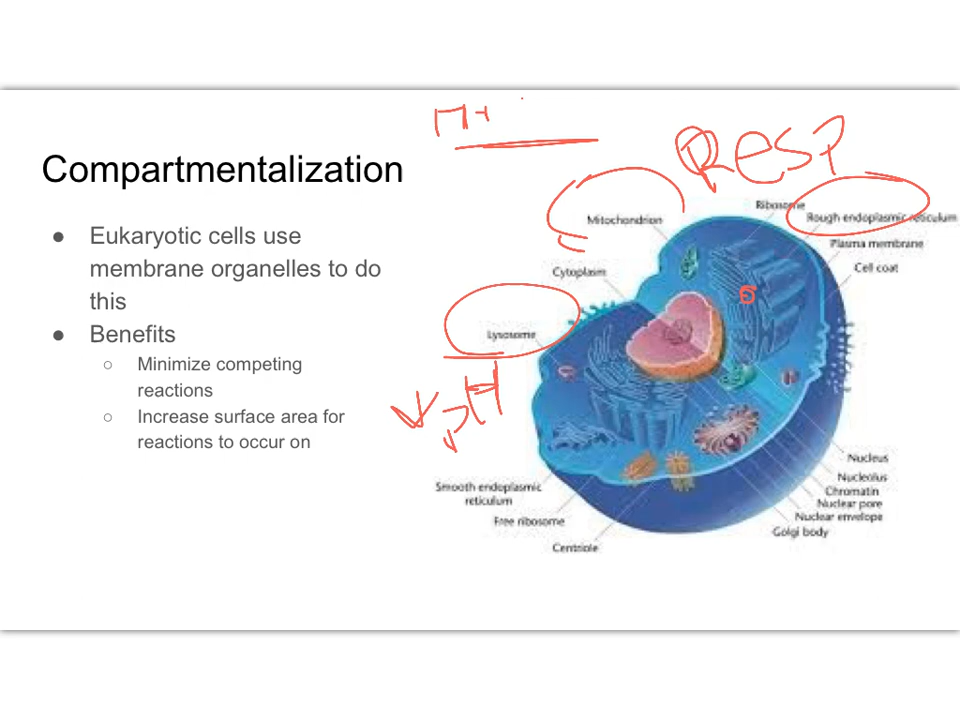 Compartmentalization
● Eukaryotic cells use
membrane organelles to do
this
● Benefits
○ Minimize competing
reactions
○ Increase surface area for
reactions to occur on
RESP
Ribosome
Mitochondrion
Rough endoplasmic reticulum
Plasma membrane
Cytoplasm
Cell coat
Lysosome
pH
Nucleus
Nucleolus
Smooth endoplasmic
reticulum
Chromatin
Nuclear pore
Free ribosome
Nuclear envelope
Golgi body
Centriole